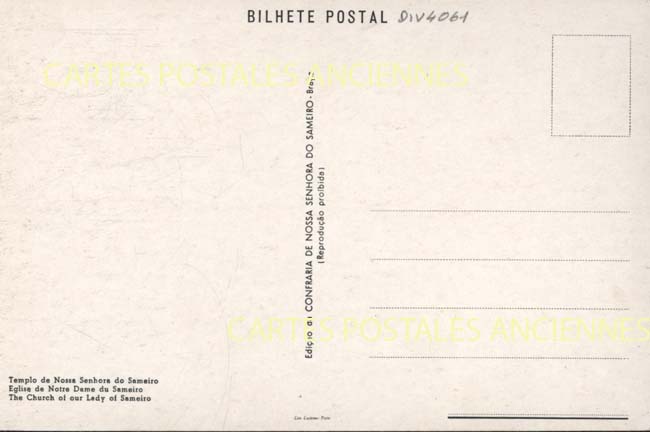 BILHETE POSTAL DIV4061
CARTES POSTALES ANCIENNES
Edição da CONFRARIA DE NOSSA SENHORA DO SAMEIRO - Braga
(Reprodução proibida)
CARTES POSTALES ANCIENNES
Templo de Nossa Senhora do Sameiro
Eglise de Notre Dame du Sameiro
The Church of our Lady of Sameiro